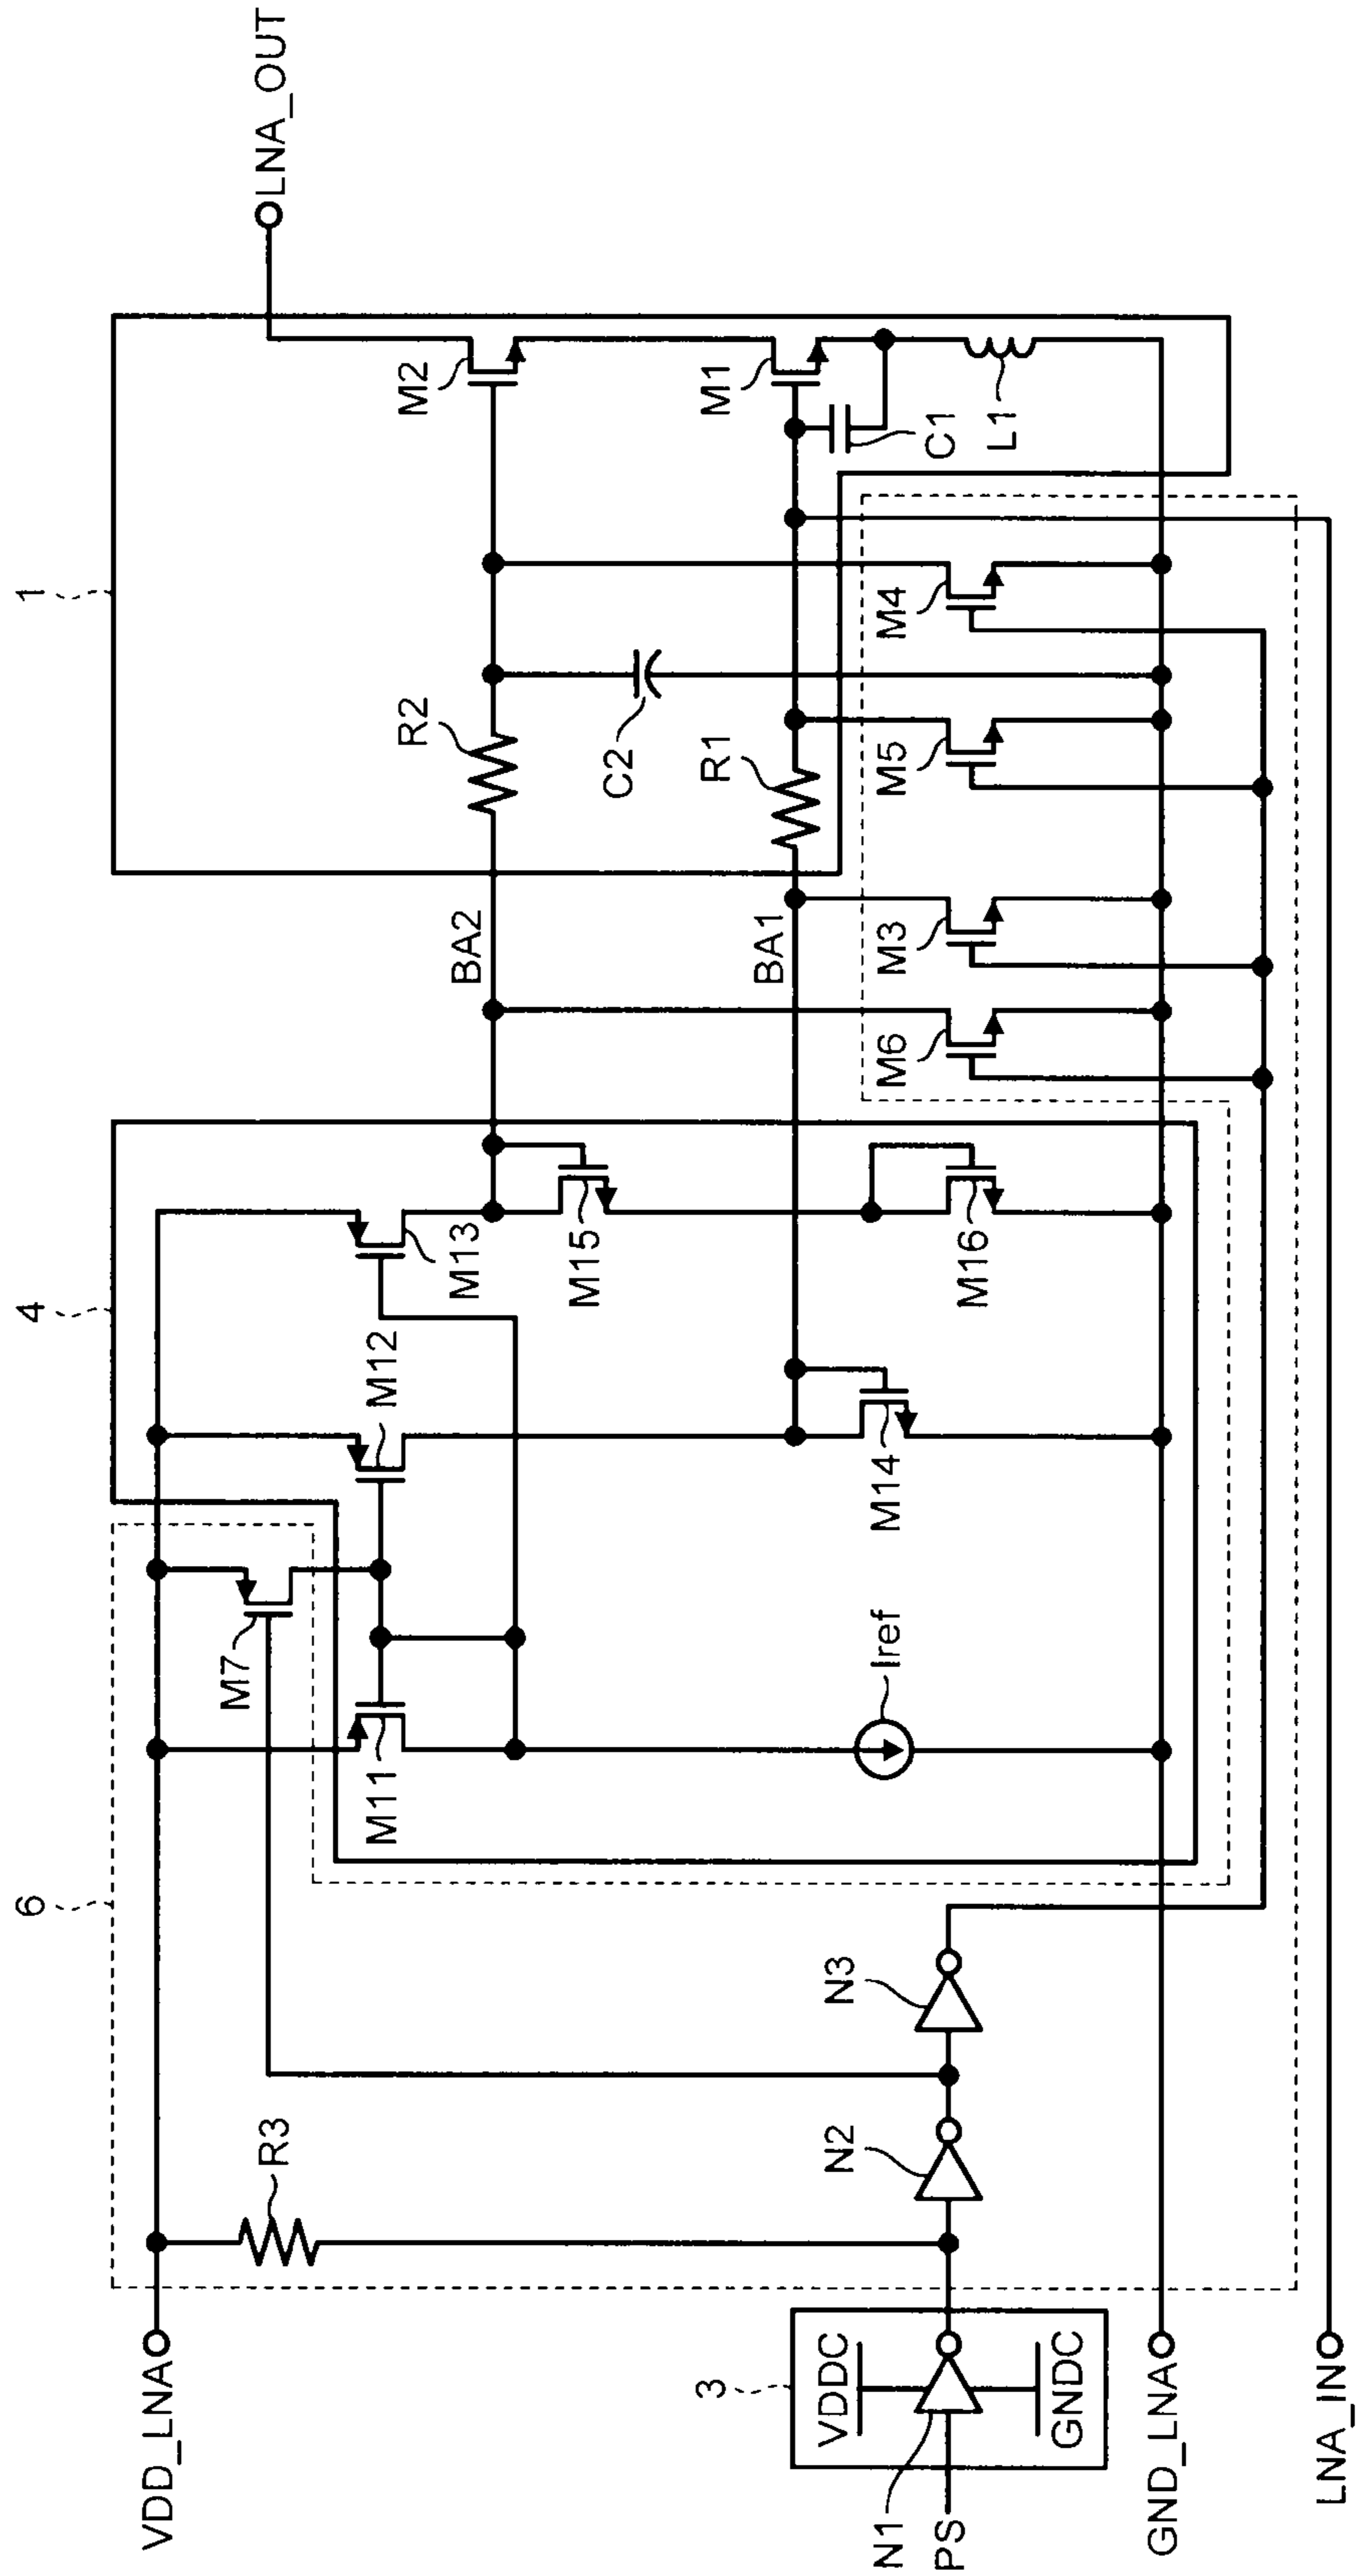 1
4
6
3
VDD_LNA
GND_LNA
LNA_IN
LNA_OUT
PS
N1
VDDC
GNDC
R3
N2
N3
M7
M11
M12
M13
M14
M15
M16
Iref
BA2
BA1
M6
M3
M5
M4
R2
R1
C2
C1
L1
M2
M1